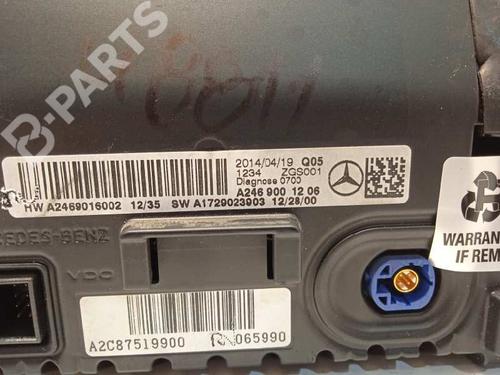 B-PARTS
2014/04/19 Q05
1234 ZGS001
Diagnose 0700
A246 900 12 06
HW A2469016002 12/35 SW A1729023903 12/28/00
MERCEDES-BENZ
VDO
A2C87519900
065990
WARRAN
IF REM